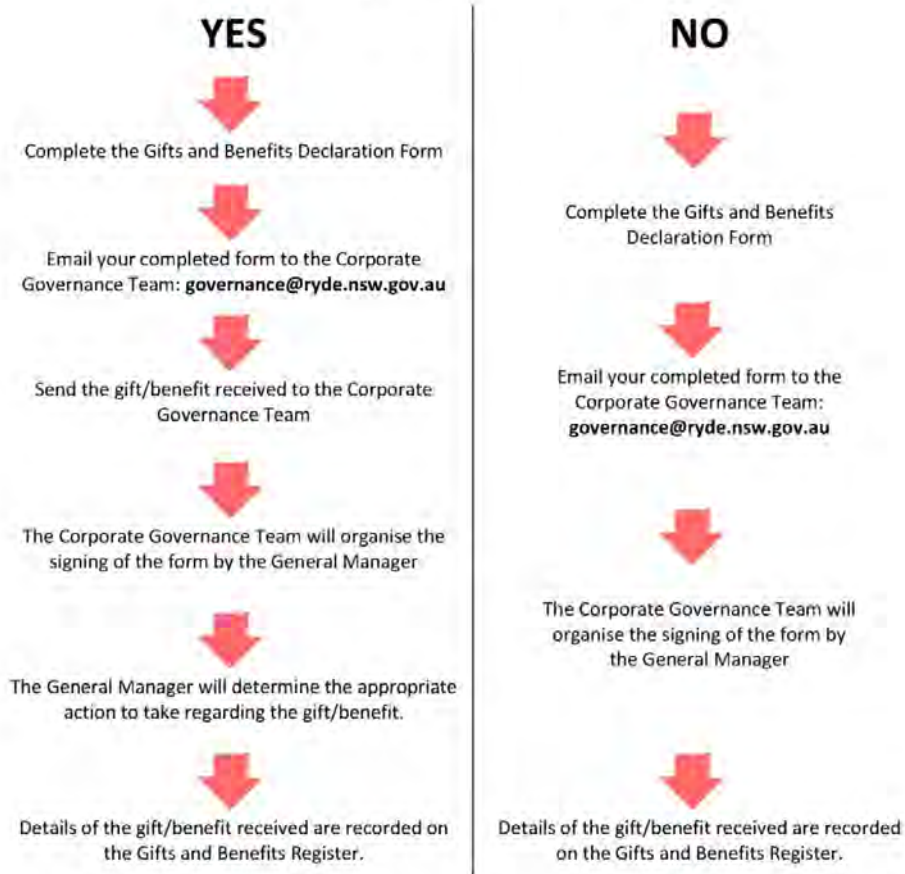 YES
Complete the Gifts and Benefits Declaration Form
Email your completed form to the Corporate
Governance Team: governance@ryde.nsw.gov.au
Send the gift/benefit received to the Corporate
Governance Team
The Corporate Governance Team will organise the
signing of the form by the General Manager
The General Manager will determine the appropriate
action to take regarding the gift/benefit.
Details of the gift/benefit received are recorded on
the Gifts and Benefits Register.
NO
Complete the Gifts and Benefits
Declaration Form
Email your completed form to the
Corporate Governance Team:
governance@ryde.nsw.gov.au
The Corporate Governance Team will
organise the signing of the form by
the General Manager
Details of the gift/benefit received are recorded
on the Gifts and Benefits Register.